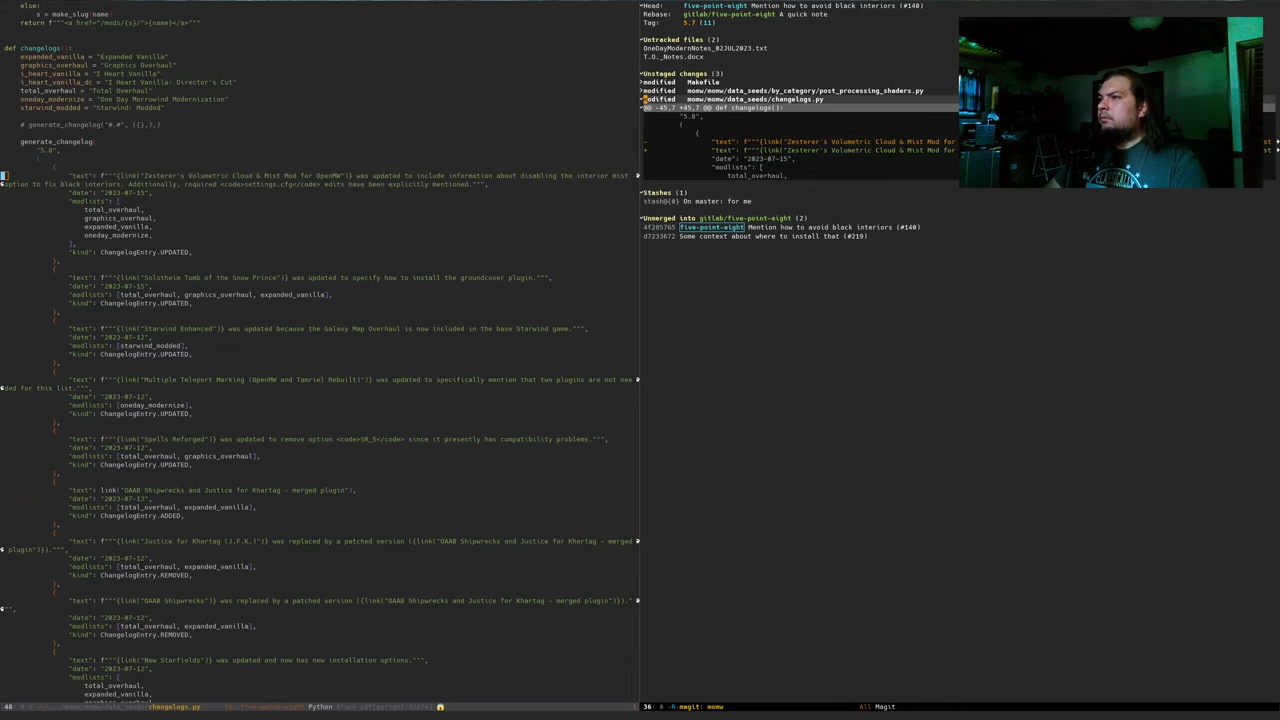 else:
s = make_slug(name)
return f"""<a href="/mods/{s}/">{name}</a>"""
def changelogs():
expanded_vanilla = "Expanded Vanilla"
graphics_overhaul = "Graphics Overhaul"
i_heart_vanilla = "I Heart Vanilla"
i_heart_vanilla_dc = "I Heart Vanilla: Director's Cut"
total_overhaul = "Total Overhaul"
oneday_modernize = "One Day Morrowind Modernization"
starwind_modded = "Starwind: Modded"
# generate_changelog("#.#", ({},),)
generate_changelog(
"5.8",
(
{
"text": f"""{link("Zesterer's Volumetric Cloud & Mist Mod for OpenMW")} was updated to include information about disabling the interior mist
option to fix black interiors. Additionally, required <code>settings.cfg</code> edits have been explicitly mentioned.""",
"date": "2023-07-15",
"modlists": [
total_overhaul,
graphics_overhaul,
expanded_vanilla,
oneday_modernize,
],
"kind": ChangelogEntry.UPDATED,
},
{
"text": f"""{link("Solstheim Tomb of the Snow Prince")} was updated to specify how to install the groundcover plugin.""",
"date": "2023-07-15",
"modlists": [total_overhaul, graphics_overhaul, expanded_vanilla],
"kind": ChangelogEntry.UPDATED,
},
{
"text": f"""{link("Starwind Enhanced")} was updated because the Galaxy Map Overhaul is now included in the base Starwind game.""",
"date": "2023-07-12",
"modlists": [starwind_modded],
"kind": ChangelogEntry.UPDATED,
},
{
"text": f"""{link("Multiple Teleport Marking (OpenMW and Tamriel Rebuilt)")} was updated to specifically mention that two plugins are not nee
ded for this list.""",
"date": "2023-07-12",
"modlists": [oneday_modernize],
"kind": ChangelogEntry.UPDATED,
},
{
"text": f"""{link("Spells Reforged")} was updated to remove option <code>SR_5</code> since it presently has compatibility problems.""",
"date": "2023-07-12",
"modlists": [total_overhaul, graphics_overhaul],
"kind": ChangelogEntry.UPDATED,
},
{
"text": link("OAAB Shipwrecks and Justice for Khartag - merged plugin"),
"date": "2023-07-12",
"modlists": [total_overhaul, expanded_vanilla],
"kind": ChangelogEntry.ADDED,
},
{
"text": f"""{link("Justice for Khartag (J.F.K.)")} was replaced by a patched version ({link("OAAB Shipwrecks and Justice for Khartag - merged
plugin")}).""",
"date": "2023-07-12",
"modlists": [total_overhaul, expanded_vanilla],
"kind": ChangelogEntry.REMOVED,
},
{
"text": f"""{link("OAAB Shipwrecks")} was replaced by a patched version ({link("OAAB Shipwrecks and Justice for Khartag - merged plugin")})."
"",
"date": "2023-07-12",
"modlists": [total_overhaul, expanded_vanilla],
"kind": ChangelogEntry.REMOVED,
},
{
"text": f"""{link("New Starfields")} was updated and now has new installation options.""",
"date": "2023-07-12",
"modlists": [
total_overhaul,
expanded_vanilla,
changelogs.py five-point-eight Python
Head: five-point-eight Mention how to avoid black interiors (#140)
Rebase: gitlab/five-point-eight A quick note
Tag: 5.7 (11)
Untracked files (2)
OneDayModernNotes_02JUL2023.txt
T.O._Notes.docx
Unstaged changes (3)
modified Makefile
modified momw/momw/data_seeds/by_category/post_processing_shaders.py
modified momw/momw/data_seeds/changelogs.py
@@ -45,7 +45,7 @@ def changelogs():
"5.8",
(
{
- "text": f"""{link("Zesterer's Volumetric Cloud & Mist Mod for
+ "text": f"""{link("Zesterer's Volumetric Cloud & Mist Mod for
"date": "2023-07-15",
"modlists": [
total_overhaul,
Stashes (1)
stash@{0} On master: for me
Unmerged into gitlab/five-point-eight (2)
4f285765 five-point-eight Mention how to avoid black interiors (#140)
d7233672 Some context about where to install that (#219)
magit: momw All Magit